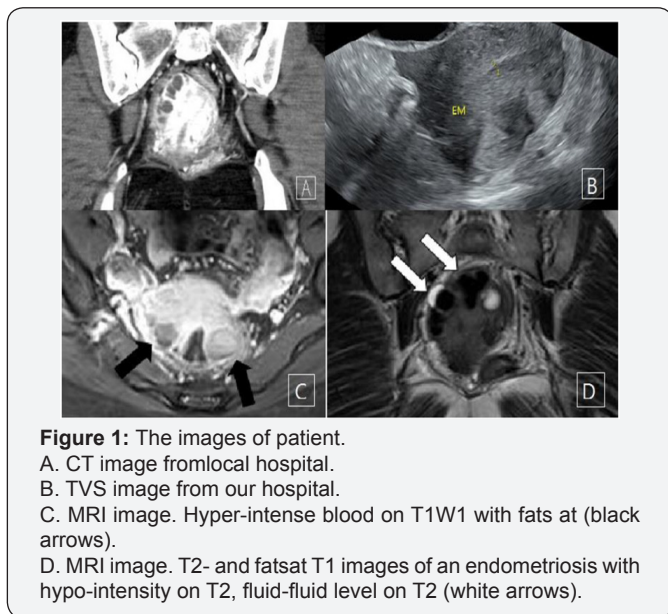 A
EM
B
C
D
Figure 1: The images of patient.
A. CT image fromlocal hospital.
B. TVS image from our hospital.
C. MRI image. Hyper-intense blood on T1W1 with fats at (black
arrows).
D. MRI image. T2- and fatsat T1 images of an endometriosis with
hypo-intensity on T2, fluid-fluid level on T2 (white arrows).